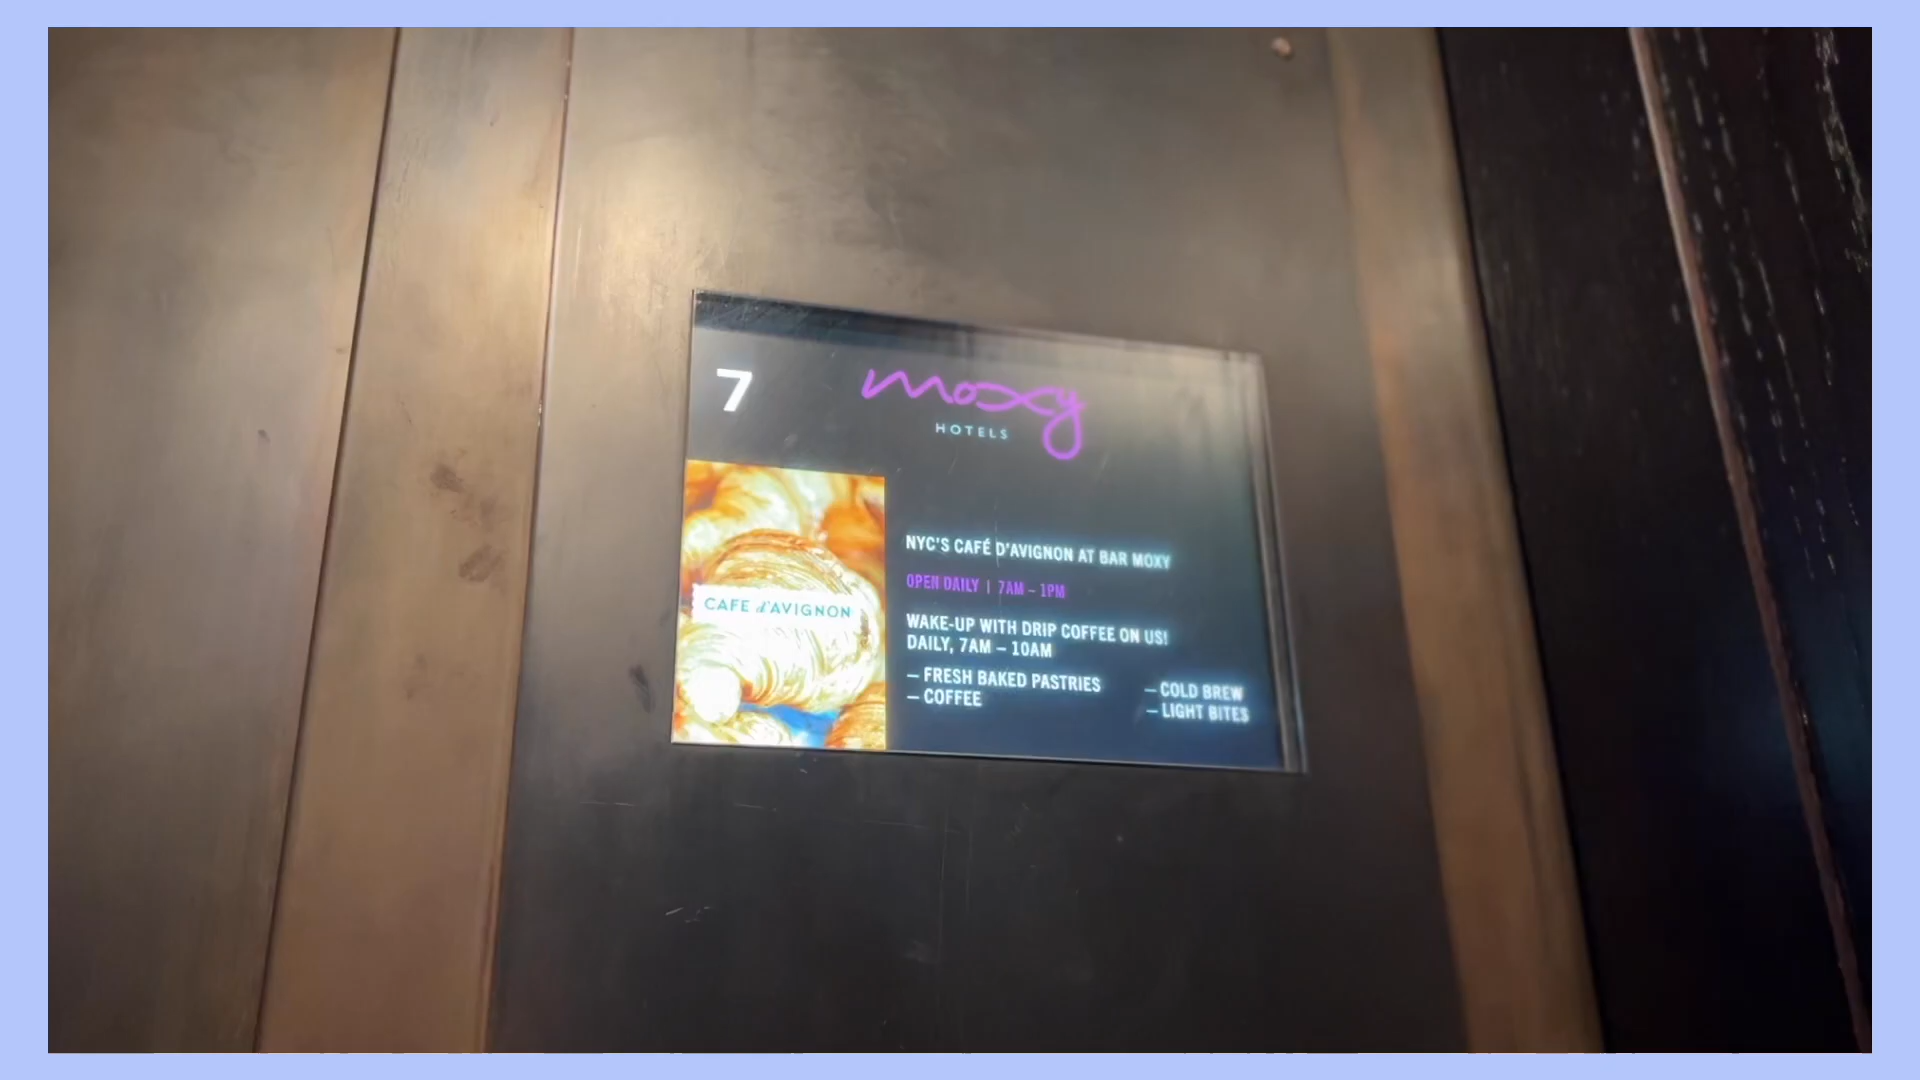 7
moxy
HOTELS
CAFE d'AVIGNON
NYC'S CAFÉ D'AVIGNON AT BAR MOXY
OPEN DAILY | 7AM – 1PM
WAKE-UP WITH DRIP COFFEE ON US!
DAILY, 7AM – 10AM
– FRESH BAKED PASTRIES
– COFFEE
– COLD BREW
– LIGHT BITES